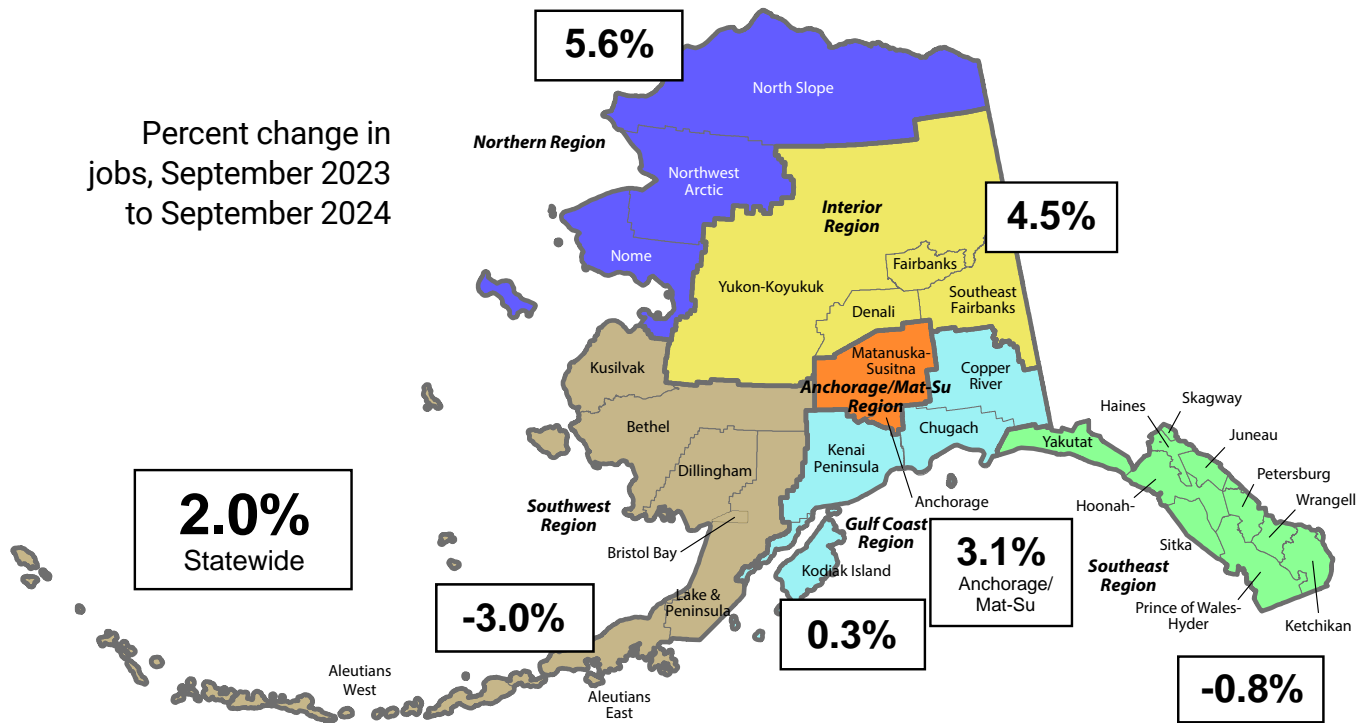 5.6%
North Slope
Percent change in
jobs, September 2023
to September 2024
Northern Region
Northwest
Arctic
Interior
Region
4.5%
Nome
Fairbanks
Yukon-Koyukuk
Southeast
Fairbanks
Denali
Kusilvak
Matanuska-
Susitna
Copper
River
Anchorage/Mat-Su
Region
Skagway
Haines
Bethel
Chugach
Yakutat
Juneau
Kenai
Peninsula
Dillingham
Petersburg
Anchorage
Wrangell
Hoonah-
2.0%
Statewide
Southwest
Region
Gulf Coast
Region
Bristol Bay
3.1%
Anchorage/
Mat-Su
Sitka
Southeast
Region
Kodiak Island
Lake &
Peninsula
-3.0%
Prince of Wales-
Hyder
Ketchikan
0.3%
Aleutians
West
Aleutians
East
-0.8%